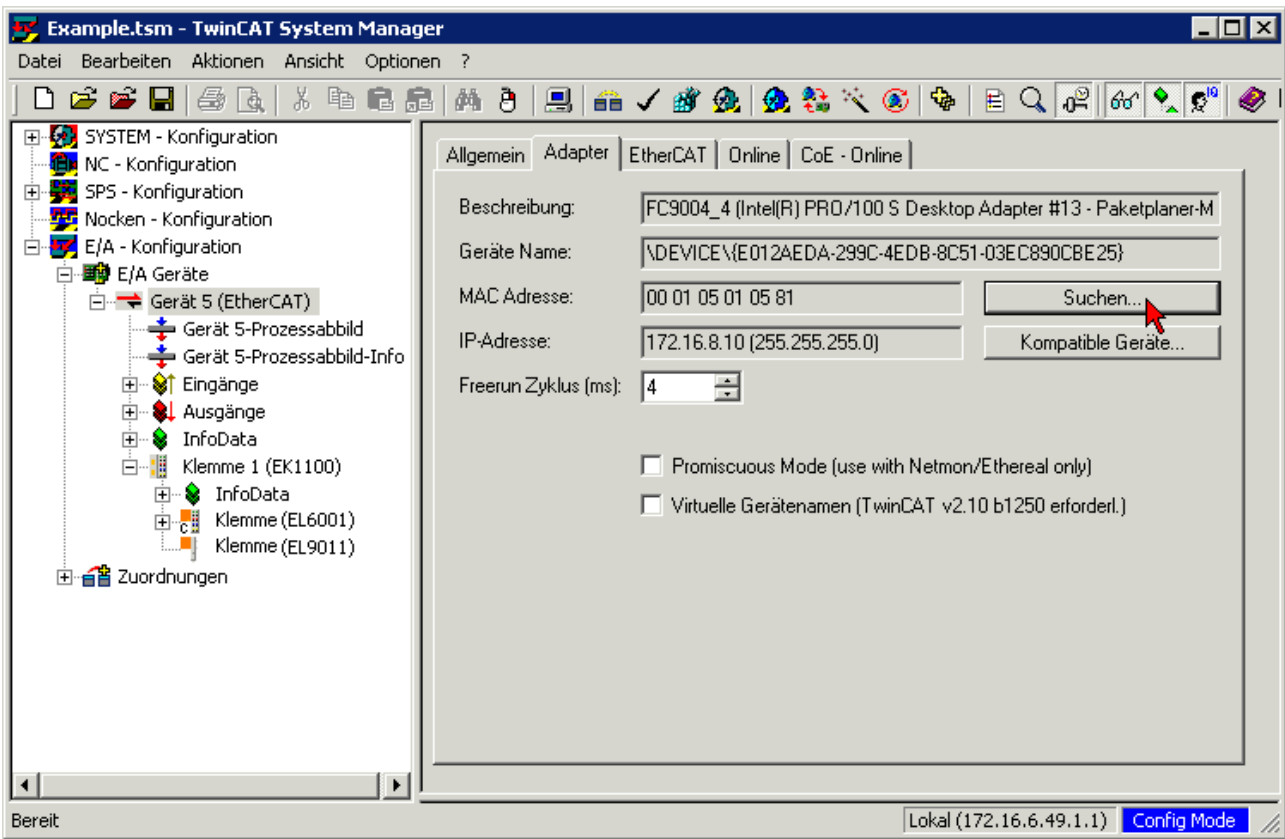 Example.tsm - TwinCAT System Manager
Datei Bearbeiten Aktionen Ansicht Optionen ?
SYSTEM - Konfiguration
NC - Konfiguration
SPS - Konfiguration
Nocken - Konfiguration
E/A - Konfiguration
E/A Geräte
Gerät 5 (EtherCAT)
Gerät 5-Prozessabbild
Gerät 5-Prozessabbild-Info
Eingänge
Ausgänge
InfoData
Klemme 1 (EK1100)
InfoData
Klemme (EL6001)
Klemme (EL9011)
Zuordnungen
Allgemein Adapter EtherCAT Online CoE - Online
Beschreibung: FC9004_4 (Intel(R) PRO/100 S Desktop Adapter #13 - Paketplaner-M
Geräte Name: \DEVICE\{E012AEDA-299C-4EDB-8C51-03EC890CBE25}
MAC Adresse: 00 01 05 01 05 81 Suchen...
IP-Adresse: 172.16.8.10 (255.255.255.0) Kompatible Geräte...
Freerun Zyklus (ms): 4
Promiscuous Mode (use with Netmon/Ethereal only)
Virtuelle Gerätenamen (TwinCAT v2.10 b1250 erforderl.)
Bereit Lokal (172.16.6.49.1.1) Config Mode